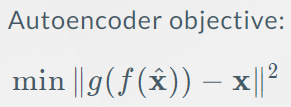 Autoencoder objective:
min ‖g(f(x̂)) − x‖²